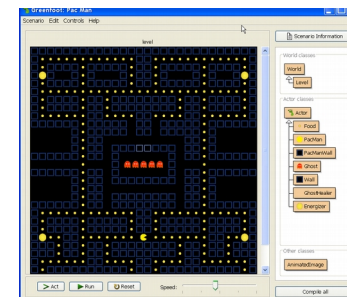 Greenfoot: Pac Man
Scenario Edit Controls Help
level
Scenario Information
World classes
World
Level
Actor classes
Actor
Food
PacMan
PacManWall
Ghost
Wall
GhostHealer
Energizer
Other classes
AnimatedImage
Act
Run
Reset
Speed:
Compile all